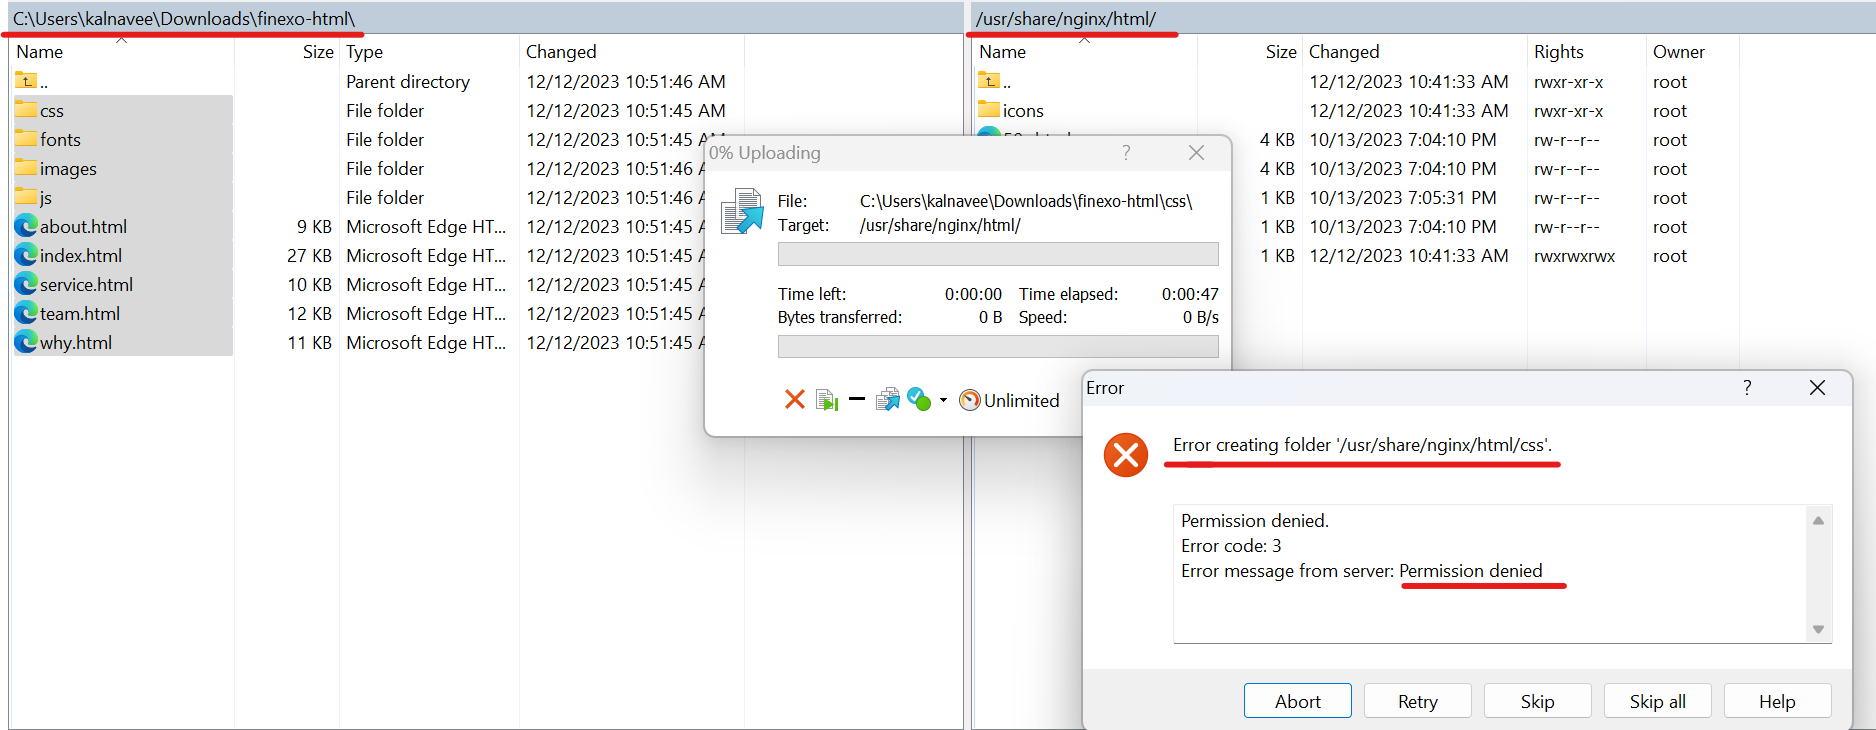 C:\Users\kalnavee\Downloads\finexo-html\
Name Size Type Changed
.. Parent directory 12/12/2023 10:51:46 AM
css File folder 12/12/2023 10:51:45 AM
fonts File folder 12/12/2023 10:51:45 AM
images File folder 12/12/2023 10:51:46
js File folder 12/12/2023 10:51:45
about.html 9 KB Microsoft Edge HT... 12/12/2023 10:51:45
index.html 27 KB Microsoft Edge HT... 12/12/2023 10:51:45
service.html 10 KB Microsoft Edge HT... 12/12/2023 10:51:45
team.html 12 KB Microsoft Edge HT... 12/12/2023 10:51:45
why.html 11 KB Microsoft Edge HT... 12/12/2023 10:51:45
/usr/share/nginx/html/
Name Size Changed Rights Owner
.. 12/12/2023 10:41:33 AM rwxr-xr-x root
icons 12/12/2023 10:41:33 AM rwxr-xr-x root
4 KB 10/13/2023 7:04:10 PM rw-r--r-- root
4 KB 10/13/2023 7:04:10 PM rw-r--r-- root
1 KB 10/13/2023 7:05:31 PM rw-r--r-- root
1 KB 10/13/2023 7:04:10 PM rw-r--r-- root
1 KB 12/12/2023 10:41:33 AM rwxrwxrwx root
0% Uploading ?
File: C:\Users\kalnavee\Downloads\finexo-html\css\
Target: /usr/share/nginx/html/
Time left: 0:00:00 Time elapsed: 0:00:47
Bytes transferred: 0 B Speed: 0 B/s
Unlimited
Error ?
Error creating folder '/usr/share/nginx/html/css'.
Permission denied.
Error code: 3
Error message from server: Permission denied
Abort Retry Skip Skip all Help